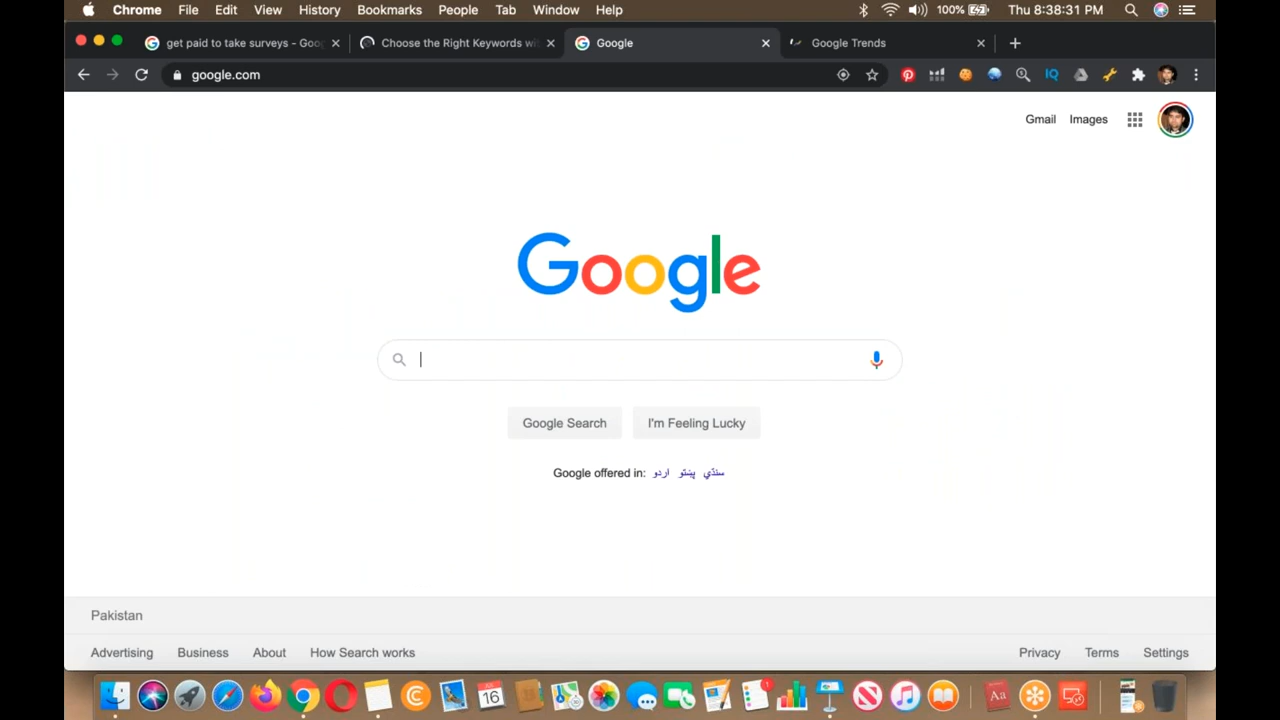 Chrome File Edit View History Bookmarks People Tab Window Help 100% Thu 8:38:31 PM
get paid to take surveys - Goo Choose the Right Keywords wi Google Google Trends
google.com IQ
Gmail Images
Google
Google Search I'm Feeling Lucky
Google offered in: اردو پښتو سنڌي
Pakistan
Advertising Business About How Search works Privacy Terms Settings
JUL
16 1 Aa